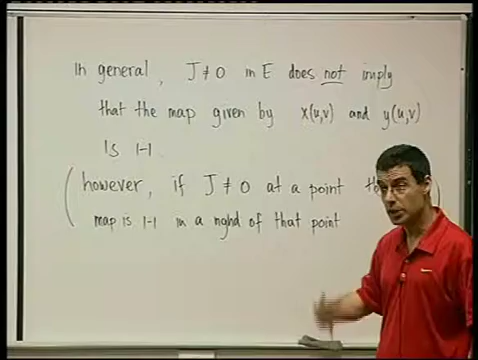 In general, J ≠ 0 in E does not imply
that the map given by x(u,v) and y(u,v)
is 1-1.
(however, if J ≠ 0 at a point
map is 1-1 in a nghd of that point